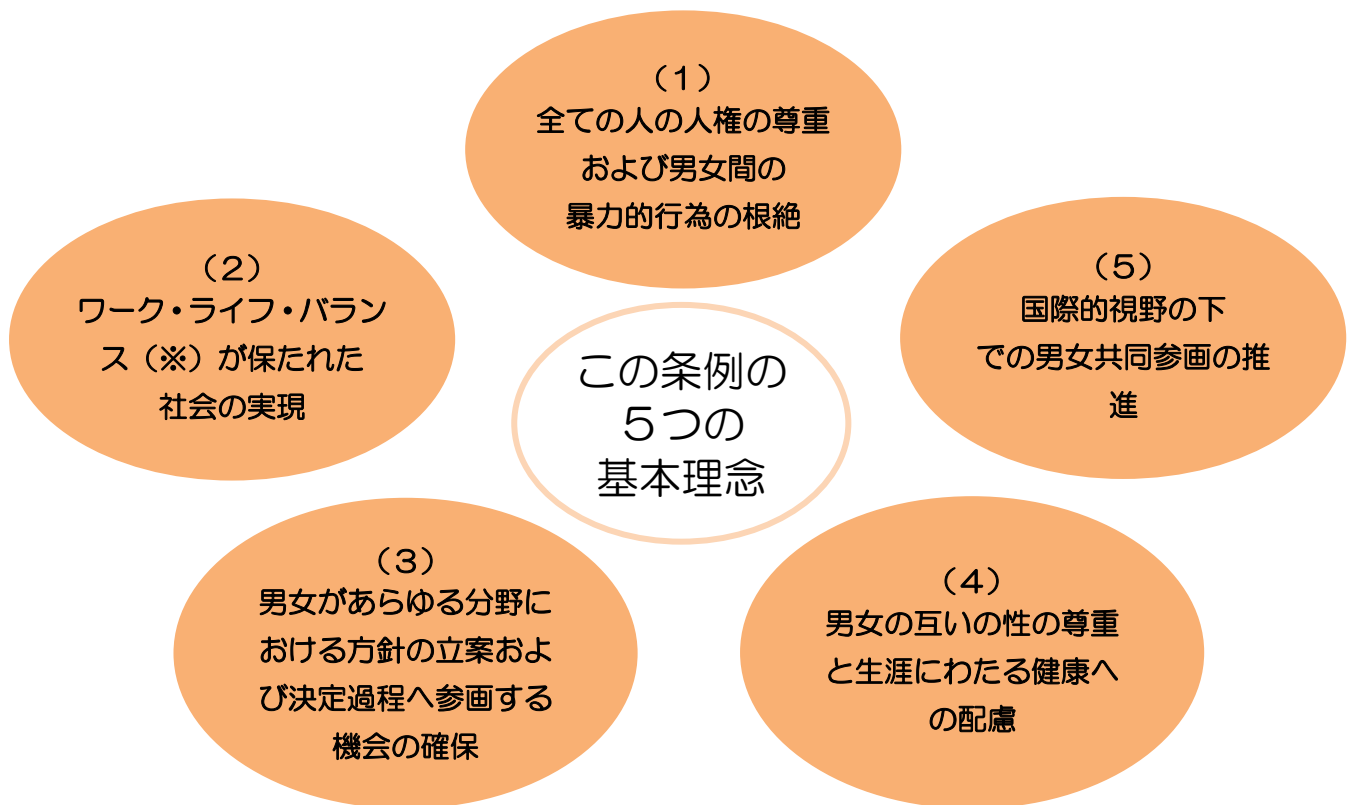 （１）
全ての人の人権の尊重
および男女間の
暴力的行為の根絶
（２）
ワーク・ライフ・バラン
ス（※）が保たれた
社会の実現
（５）
国際的視野の下
での男女共同参画の推
進
この条例の
５つの
基本理念
（３）
男女があらゆる分野に
おける方針の立案およ
び決定過程へ参画する
機会の確保
（４）
男女の互いの性の尊重
と生涯にわたる健康へ
の配慮